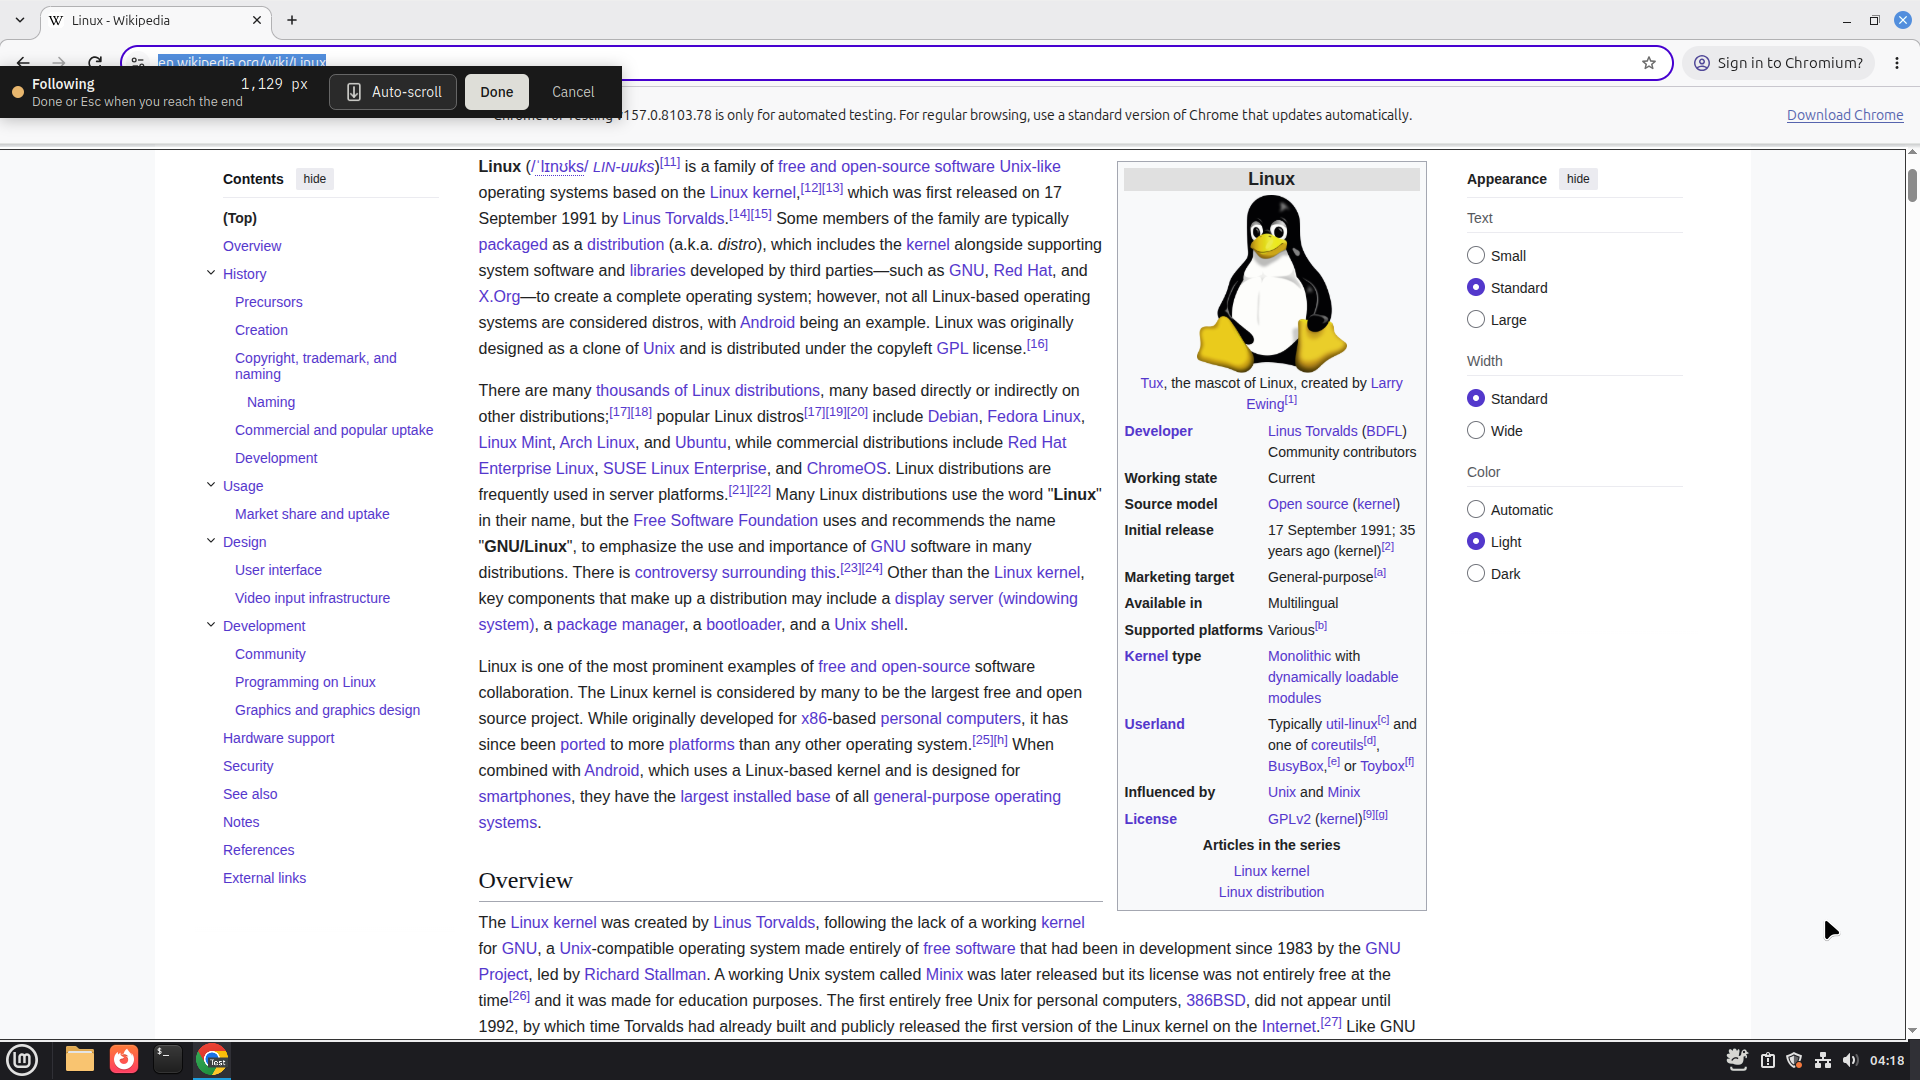 Linux - Wikipedia
en.wikipedia.org/wiki/Linux
Sign in to Chromium?
Following
1,129 px
Done or Esc when you reach the end
Auto-scroll
Done
Cancel
157.0.8103.78 is only for automated testing. For regular browsing, use a standard version of Chrome that updates automatically.
Download Chrome
Contents
hide
(Top)
Overview
History
Precursors
Creation
Copyright, trademark, and
naming
Naming
Commercial and popular uptake
Development
Usage
Market share and uptake
Design
User interface
Video input infrastructure
Development
Community
Programming on Linux
Graphics and graphics design
Hardware support
Security
See also
Notes
References
External links
Linux (/ˈlɪnʊks/ LIN-uuks)[11] is a family of free and open-source software Unix-like
operating systems based on the Linux kernel,[12][13] which was first released on 17
September 1991 by Linus Torvalds.[14][15] Some members of the family are typically
packaged as a distribution (a.k.a. distro), which includes the kernel alongside supporting
system software and libraries developed by third parties—such as GNU, Red Hat, and
X.Org—to create a complete operating system; however, not all Linux-based operating
systems are considered distros, with Android being an example. Linux was originally
designed as a clone of Unix and is distributed under the copyleft GPL license.[16]
There are many thousands of Linux distributions, many based directly or indirectly on
other distributions;[17][18] popular Linux distros[17][19][20] include Debian, Fedora Linux,
Linux Mint, Arch Linux, and Ubuntu, while commercial distributions include Red Hat
Enterprise Linux, SUSE Linux Enterprise, and ChromeOS. Linux distributions are
frequently used in server platforms.[21][22] Many Linux distributions use the word "Linux"
in their name, but the Free Software Foundation uses and recommends the name
"GNU/Linux", to emphasize the use and importance of GNU software in many
distributions. There is controversy surrounding this.[23][24] Other than the Linux kernel,
key components that make up a distribution may include a display server (windowing
system), a package manager, a bootloader, and a Unix shell.
Linux is one of the most prominent examples of free and open-source software
collaboration. The Linux kernel is considered by many to be the largest free and open
source project. While originally developed for x86-based personal computers, it has
since been ported to more platforms than any other operating system.[25][h] When
combined with Android, which uses a Linux-based kernel and is designed for
smartphones, they have the largest installed base of all general-purpose operating
systems.
Overview
The Linux kernel was created by Linus Torvalds, following the lack of a working kernel
for GNU, a Unix-compatible operating system made entirely of free software that had been in development since 1983 by the GNU
Project, led by Richard Stallman. A working Unix system called Minix was later released but its license was not entirely free at the
time[26] and it was made for education purposes. The first entirely free Unix for personal computers, 386BSD, did not appear until
1992, by which time Torvalds had already built and publicly released the first version of the Linux kernel on the Internet.[27] Like GNU
Linux
Tux, the mascot of Linux, created by Larry
Ewing[1]
Developer
Linus Torvalds (BDFL)
Community contributors
Working state
Current
Source model
Open source (kernel)
Initial release
17 September 1991; 35
years ago (kernel)[2]
Marketing target
General-purpose[a]
Available in
Multilingual
Supported platforms
Various[b]
Kernel type
Monolithic with
dynamically loadable
modules
Userland
Typically util-linux[c] and
one of coreutils[d],
BusyBox,[e] or Toybox[f]
Influenced by
Unix and Minix
License
GPLv2 (kernel)[9][g]
Articles in the series
Linux kernel
Linux distribution
Appearance
hide
Text
Small
Standard
Large
Width
Standard
Wide
Color
Automatic
Light
Dark
Test
04:18